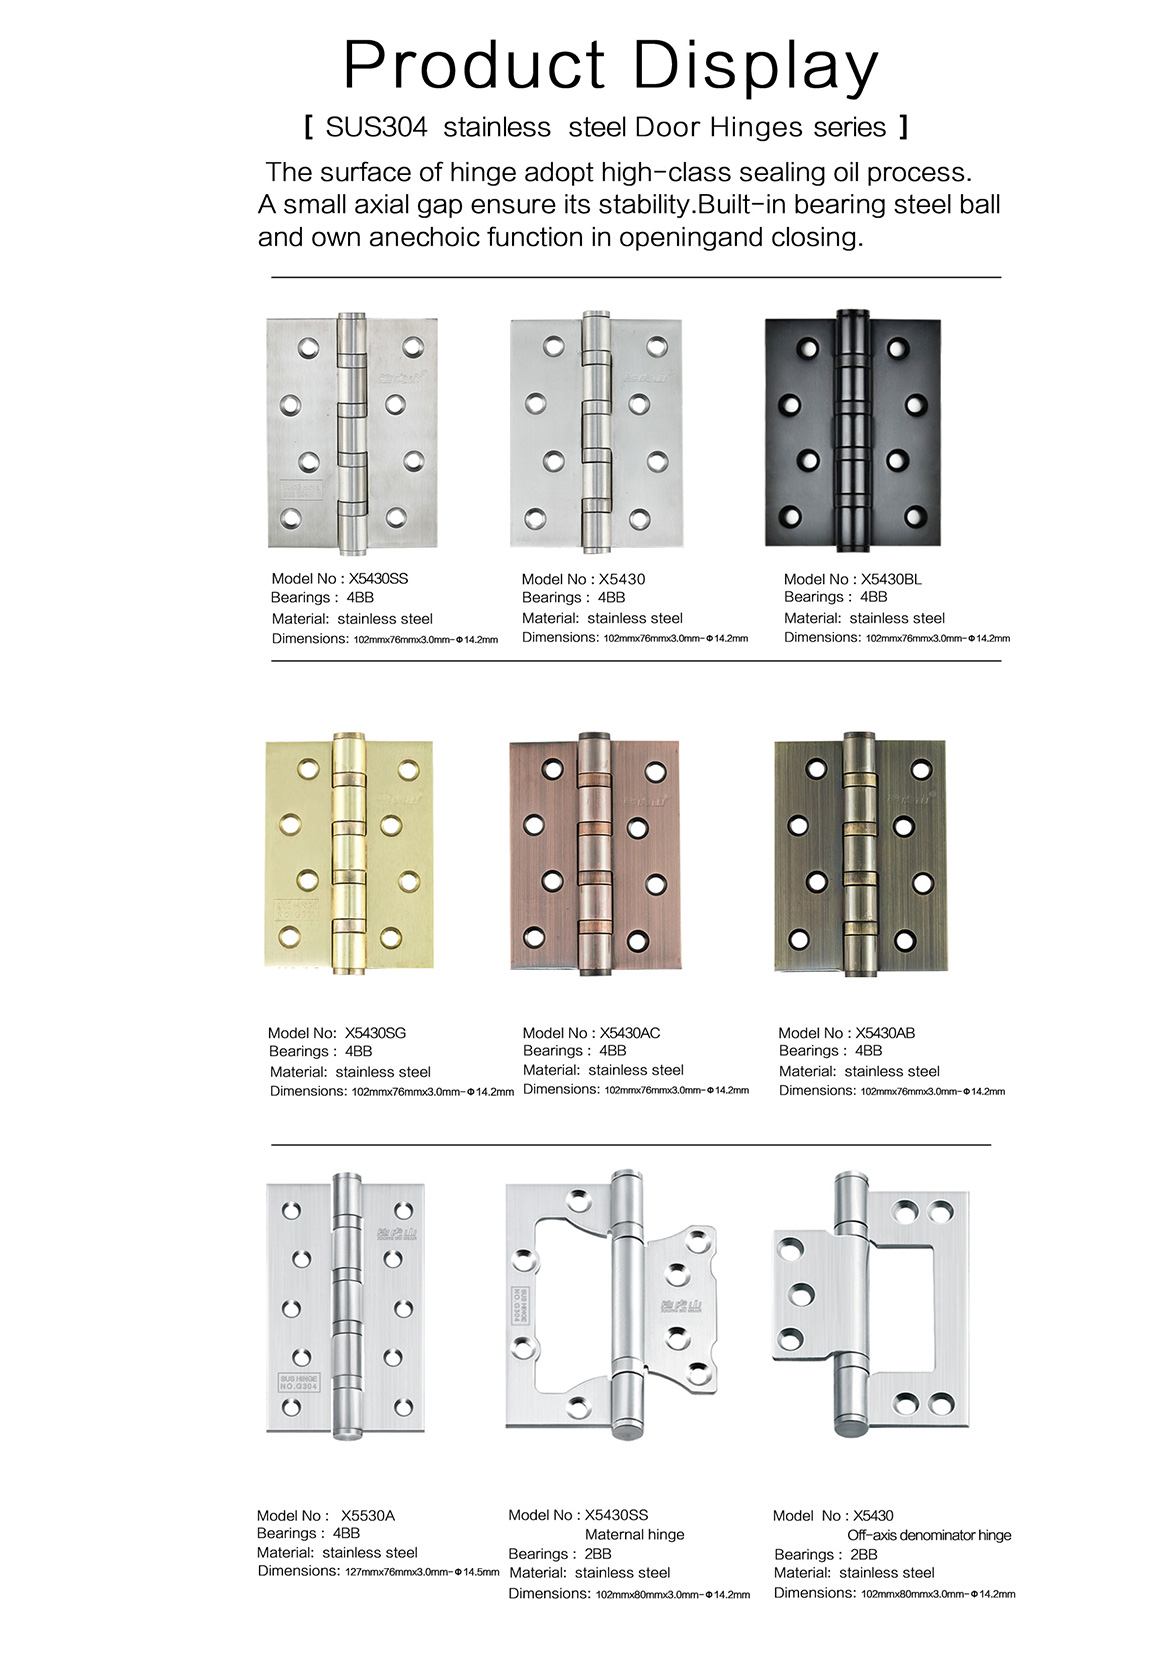 Product Display
[ SUS304 stainless steel Door Hinges series ]
The surface of hinge adopt high-class sealing oil process.
A small axial gap ensure its stability.Built-in bearing steel ball
and own anechoic function in openingand closing.
Model No : X5430SS
Bearings : 4BB
Material: stainless steel
Dimensions: 102mmx76mmx3.0mm-Φ14.2mm
Model No : X5430
Bearings : 4BB
Material: stainless steel
Dimensions: 102mmx76mmx3.0mm-Φ14.2mm
Model No : X5430BL
Bearings : 4BB
Material: stainless steel
Dimensions: 102mmx76mmx3.0mm-Φ14.2mm
Model No: X5430SG
Bearings : 4BB
Material: stainless steel
Dimensions: 102mmx76mmx3.0mm-Φ14.2mm
Model No : X5430AC
Bearings : 4BB
Material: stainless steel
Dimensions: 102mmx76mmx3.0mm-Φ14.2mm
Model No : X5430AB
Bearings : 4BB
Material: stainless steel
Dimensions: 102mmx76mmx3.0mm-Φ14.2mm
SUS HINGE
NO.G304
SUS HINGE
NO.G304
Model No : X5530A
Bearings : 4BB
Material: stainless steel
Dimensions: 127mmx76mmx3.0mm-Φ14.5mm
Model No : X5430SS
Maternal hinge
Bearings : 2BB
Material: stainless steel
Dimensions: 102mmx80mmx3.0mm-Φ14.2mm
Model No : X5430
Off-axis denominator hinge
Bearings : 2BB
Material: stainless steel
Dimensions: 102mmx80mmx3.0mm-Φ14.2mm